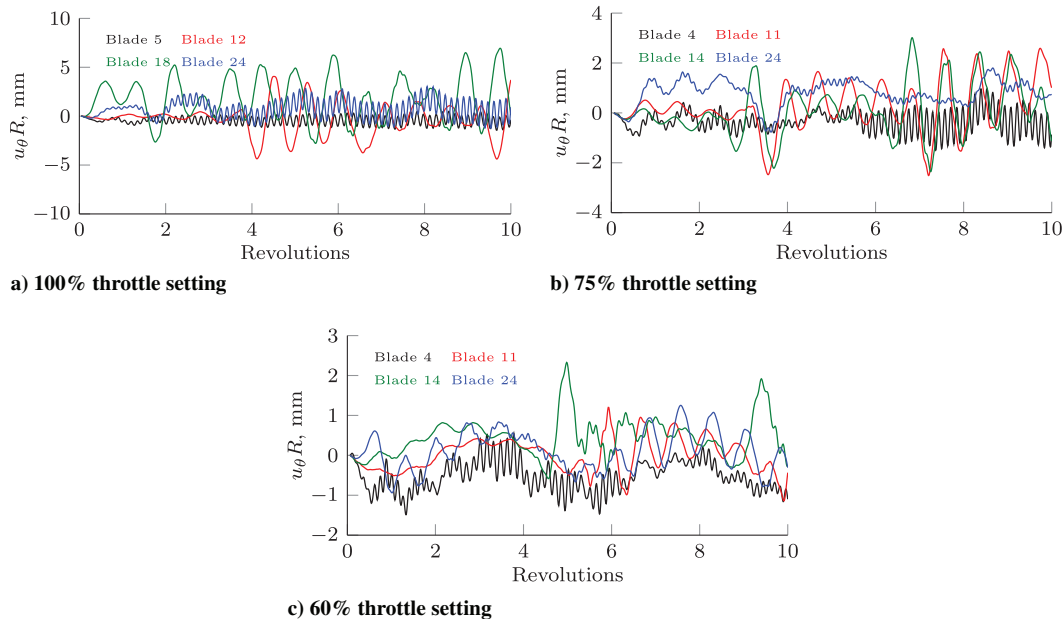 10
5
0
−5
−10
u_θ R, mm
Blade 5 Blade 12
Blade 18 Blade 24
0 2 4 6 8 10
Revolutions
a) 100% throttle setting
4
2
0
−2
−4
u_θ R, mm
Blade 4 Blade 11
Blade 14 Blade 24
0 2 4 6 8 10
Revolutions
b) 75% throttle setting
3
2
1
0
−1
−2
u_θ R, mm
Blade 4 Blade 11
Blade 14 Blade 24
0 2 4 6 8 10
Revolutions
c) 60% throttle setting